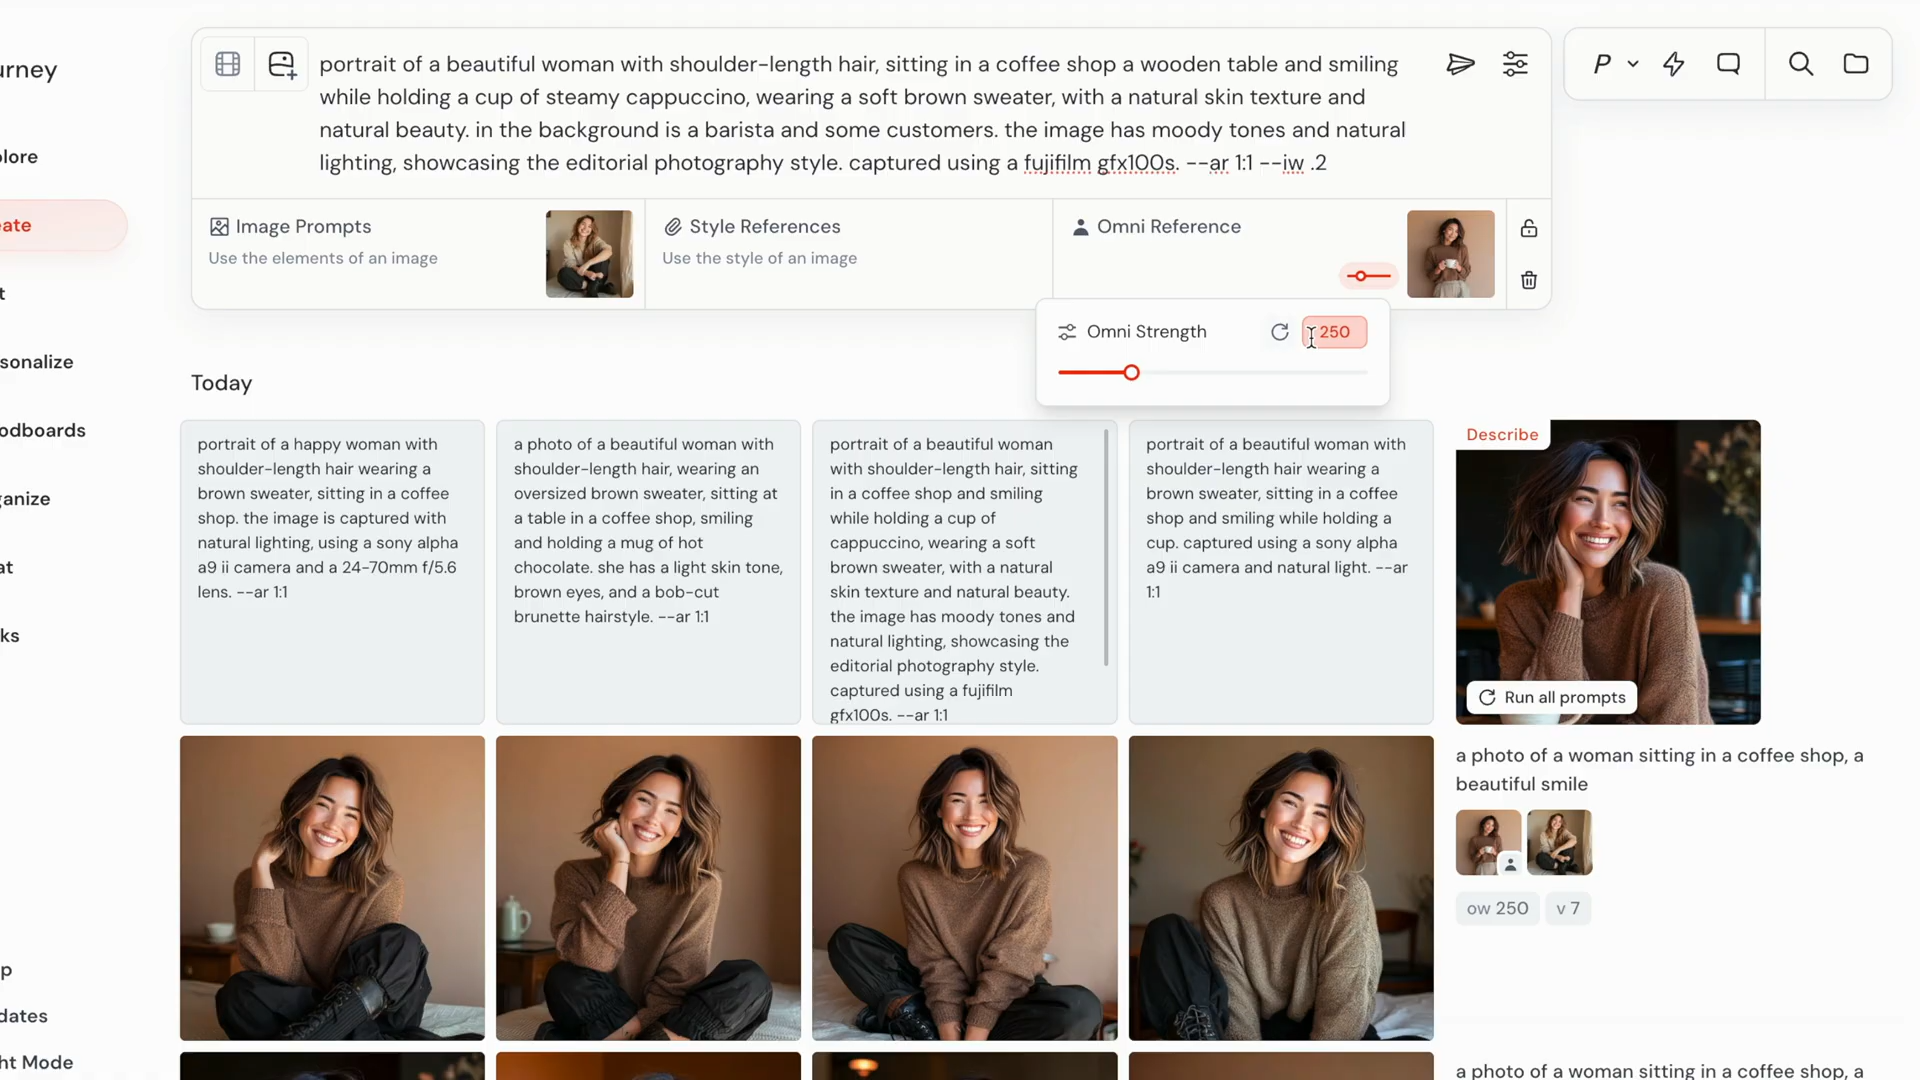 urney
plore
eate
t
sonalize
odboards
ganize
at
ks
p
dates
ht Mode
portrait of a beautiful woman with shoulder-length hair, sitting in a coffee shop a wooden table and smiling
while holding a cup of steamy cappuccino, wearing a soft brown sweater, with a natural skin texture and
natural beauty. in the background is a barista and some customers. the image has moody tones and natural
lighting, showcasing the editorial photography style. captured using a fujifilm gfx100s. --ar 1:1 --iw .2
P
Image Prompts
Use the elements of an image
Style References
Use the style of an image
Omni Reference
Omni Strength
250
Today
portrait of a happy woman with
shoulder-length hair wearing a
brown sweater, sitting in a coffee
shop. the image is captured with
natural lighting, using a sony alpha
a9 ii camera and a 24-70mm f/5.6
lens. --ar 1:1
a photo of a beautiful woman with
shoulder-length hair, wearing an
oversized brown sweater, sitting at
a table in a coffee shop, smiling
and holding a mug of hot
chocolate. she has a light skin tone,
brown eyes, and a bob-cut
brunette hairstyle. --ar 1:1
portrait of a beautiful woman
with shoulder-length hair, sitting
in a coffee shop and smiling
while holding a cup of
cappuccino, wearing a soft
brown sweater, with a natural
skin texture and natural beauty.
the image has moody tones and
natural lighting, showcasing the
editorial photography style.
captured using a fujifilm
gfx100s. --ar 1:1
portrait of a beautiful woman with
shoulder-length hair wearing a
brown sweater, sitting in a coffee
shop and smiling while holding a
cup. captured using a sony alpha
a9 ii camera and natural light. --ar
1:1
Describe
Run all prompts
a photo of a woman sitting in a coffee shop, a
beautiful smile
ow 250
v 7
a photo of a woman sitting in a coffee shop, a